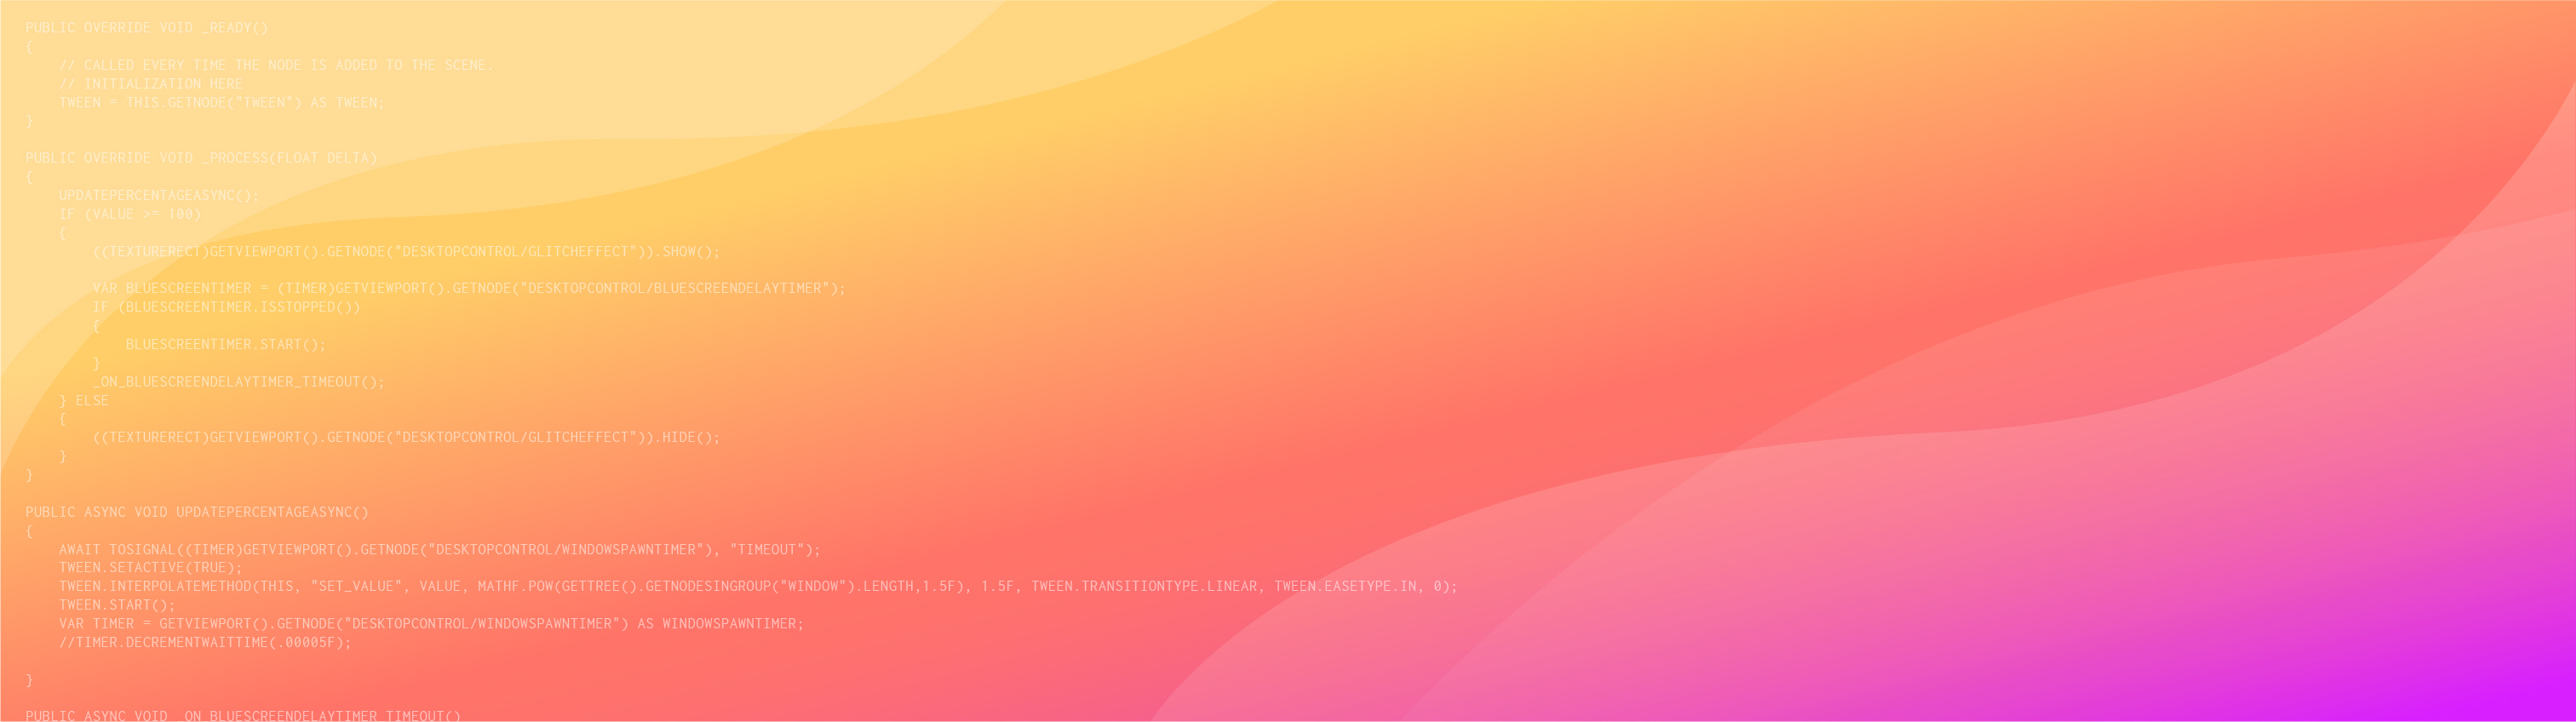 PUBLIC OVERRIDE VOID _READY()
{
// CALLED EVERY TIME THE NODE IS ADDED TO THE SCENE.
// INITIALIZATION HERE
TWEEN = THIS.GETNODE("TWEEN") AS TWEEN;
}
PUBLIC OVERRIDE VOID _PROCESS(FLOAT DELTA)
{
UPDATEPERCENTAGEASYNC();
IF (VALUE >= 100)
{
((TEXTURERECT)GETVIEWPORT().GETNODE("DESKTOPCONTROL/GLITCHEFFECT")).SHOW();
VAR BLUESCREENTIMER = (TIMER)GETVIEWPORT().GETNODE("DESKTOPCONTROL/BLUESCREENDELAYTIMER");
IF (BLUESCREENTIMER.ISSTOPPED())
{
BLUESCREENTIMER.START();
}
_ON_BLUESCREENDELAYTIMER_TIMEOUT();
} ELSE
{
((TEXTURERECT)GETVIEWPORT().GETNODE("DESKTOPCONTROL/GLITCHEFFECT")).HIDE();
}
}
PUBLIC ASYNC VOID UPDATEPERCENTAGEASYNC()
{
AWAIT TOSIGNAL((TIMER)GETVIEWPORT().GETNODE("DESKTOPCONTROL/WINDOWSPAWNTIMER"), "TIMEOUT");
TWEEN.SETACTIVE(TRUE);
TWEEN.INTERPOLATEMETHOD(THIS, "SET_VALUE", VALUE, MATHF.POW(GETTREE().GETNODESINGROUP("WINDOW").LENGTH,1.5F), 1.5F, TWEEN.TRANSITIONTYPE.LINEAR, TWEEN.EASETYPE.IN, 0);
TWEEN.START();
VAR TIMER = GETVIEWPORT().GETNODE("DESKTOPCONTROL/WINDOWSPAWNTIMER") AS WINDOWSPAWNTIMER;
//TIMER.DECREMENTWAITTIME(.00005F);
}
PUBLIC ASYNC VOID _ON_BLUESCREENDELAYTIMER_TIMEOUT()